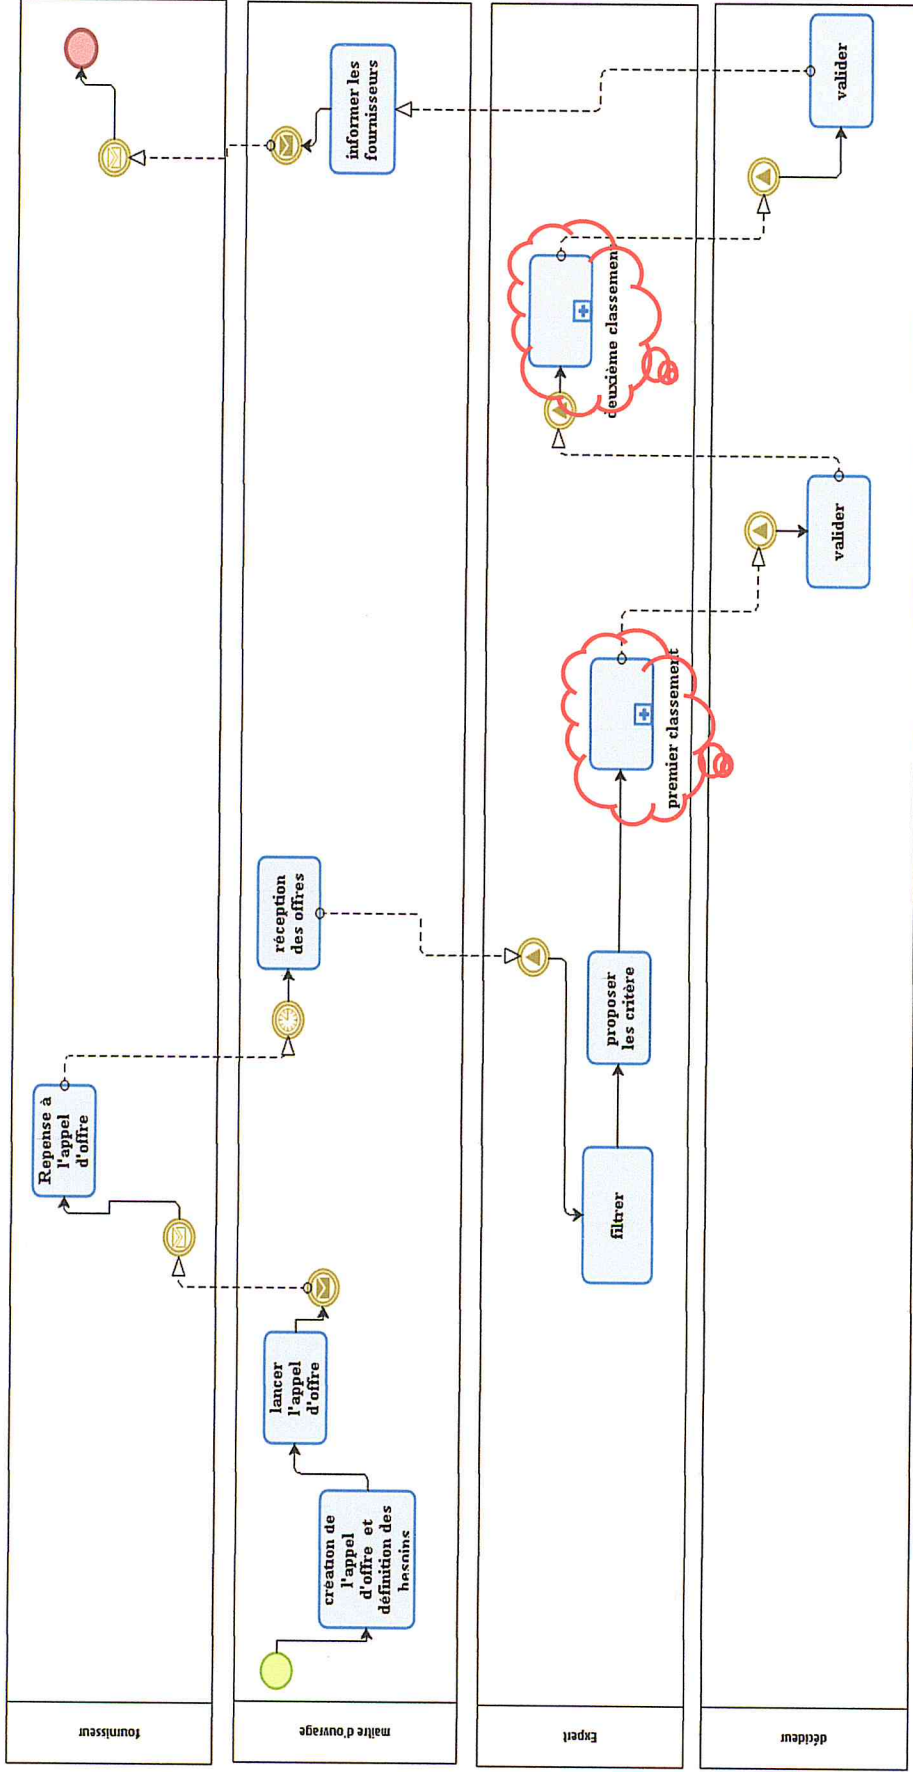 fournisseur
Repense à
l'appel
d'offre
maitre d'ouvrage
création de
l'appel
d'offre et
définition des
besoins
lancer
l'appel
d'offre
réception
des offres
informer les
fournisseurs
Expert
filtrer
proposer
les critère
premier classement
deuxième classement
décideur
valider
valider